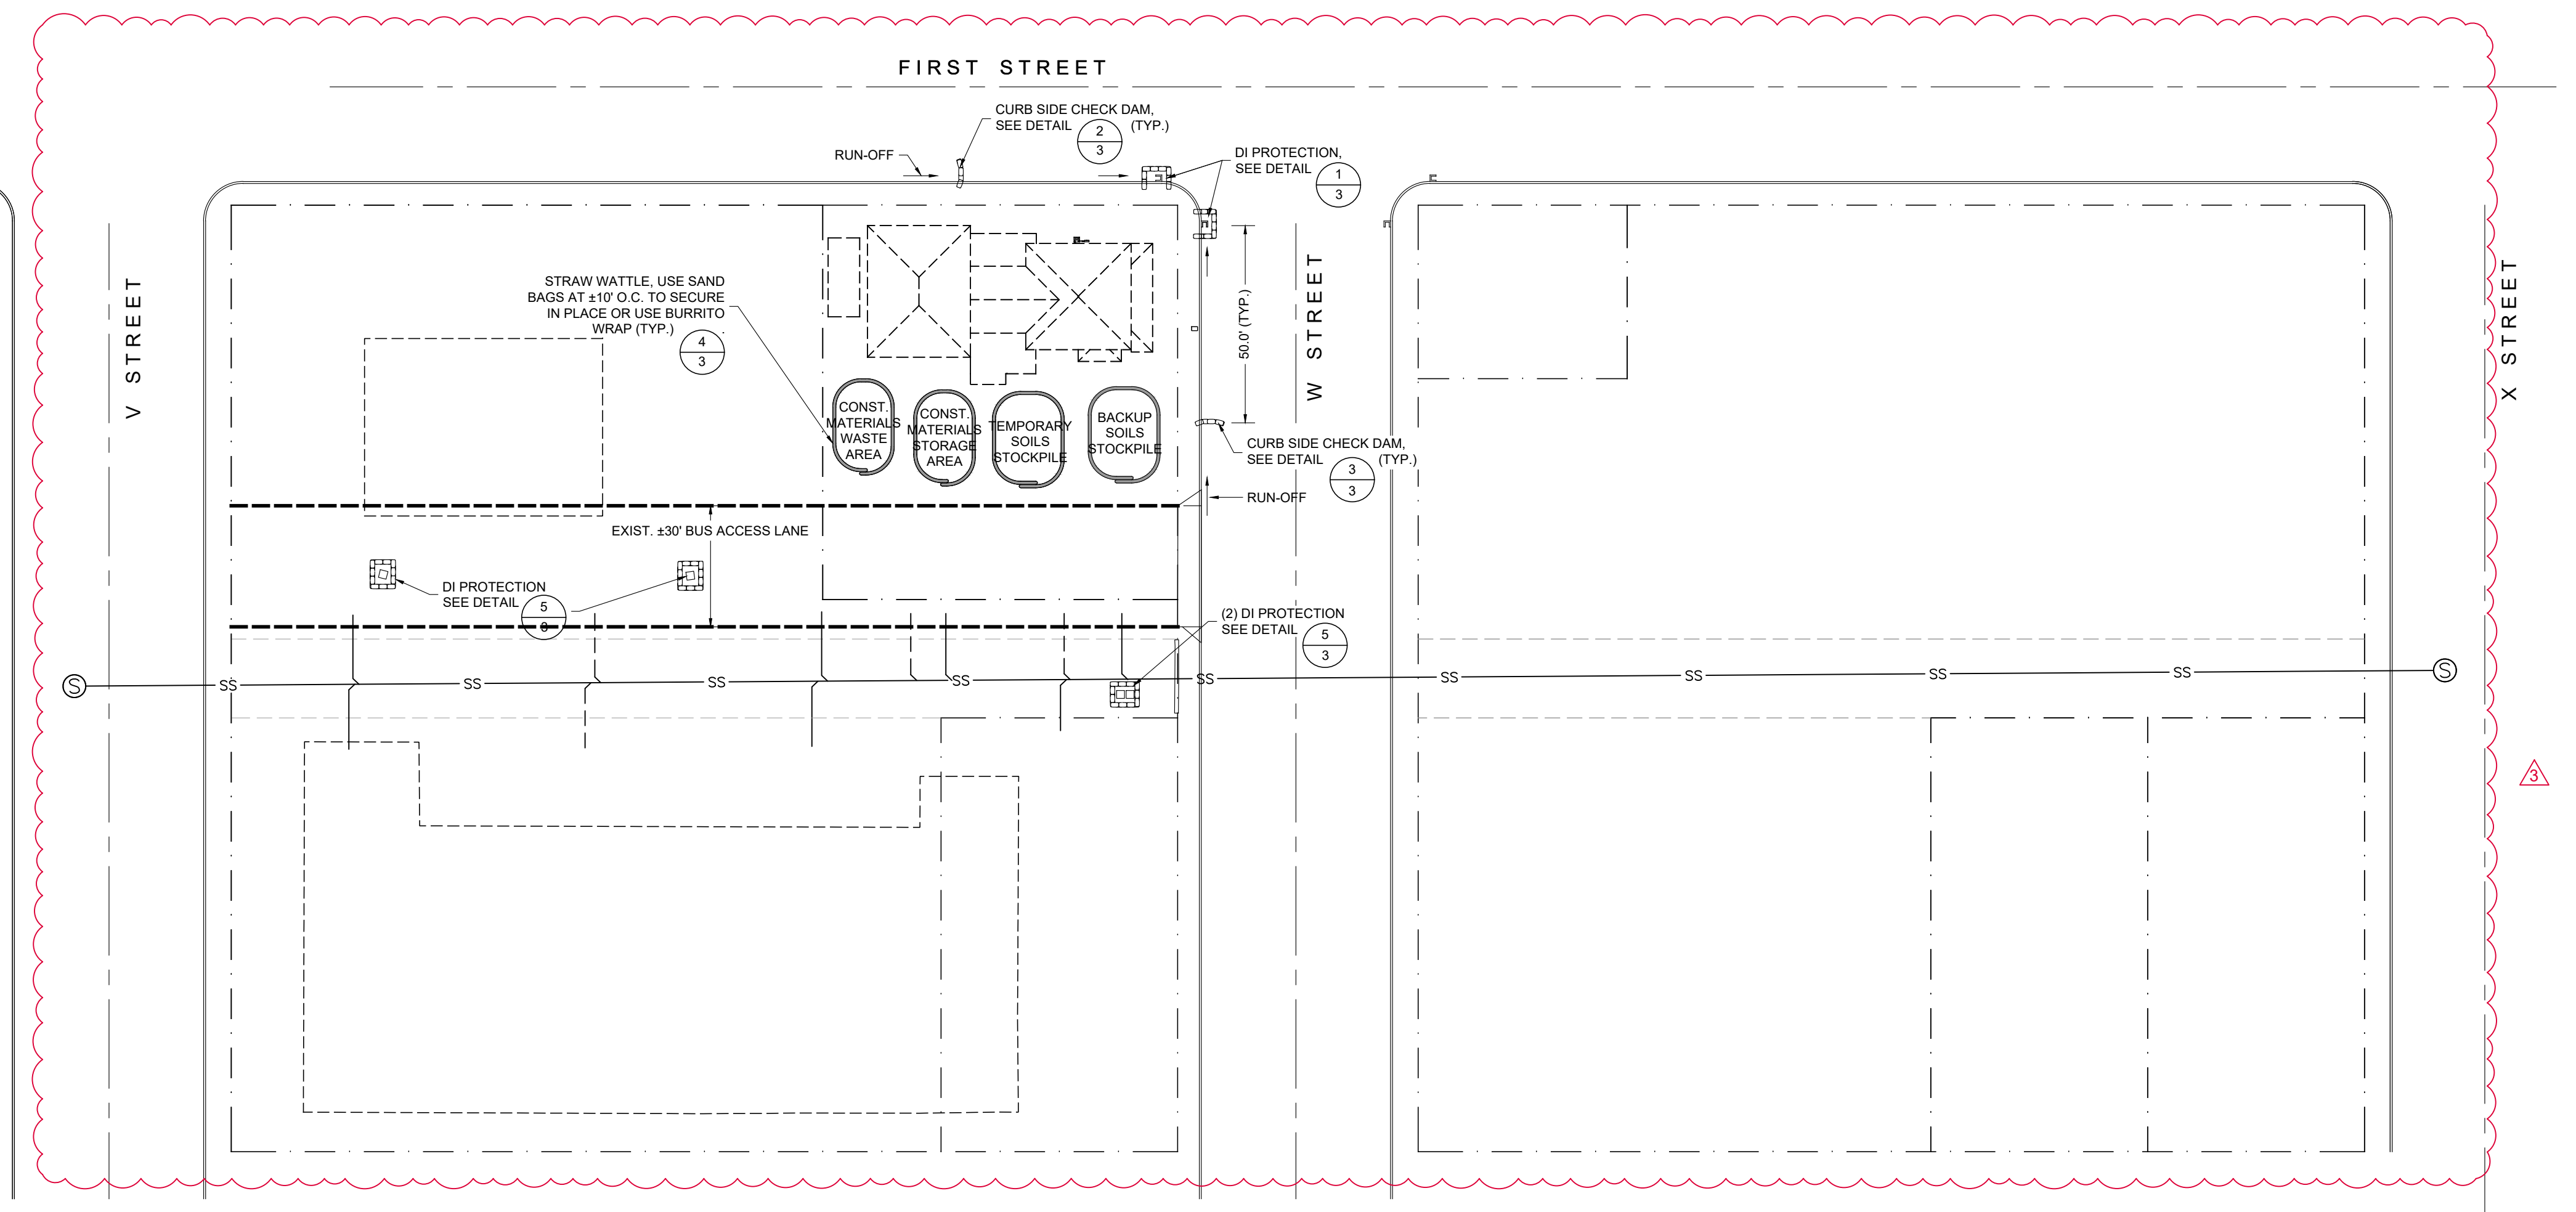 FIRST STREET
CURB SIDE CHECK DAM,
SEE DETAIL 2 (TYP.)
3
RUN-OFF
DI PROTECTION,
SEE DETAIL 1
3
V STREET
W STREET
X STREET
STRAW WATTLE, USE SAND
BAGS AT ±10' O.C. TO SECURE
IN PLACE OR USE BURRITO
WRAP (TYP.)
4
3
50.0' (TYP.)
CONST.
MATERIALS
WASTE
AREA
CONST.
MATERIALS
STORAGE
AREA
TEMPORARY
SOILS
STOCKPILE
BACKUP
SOILS
STOCKPILE
CURB SIDE CHECK DAM,
SEE DETAIL 3 (TYP.)
3
RUN-OFF
EXIST. ±30' BUS ACCESS LANE
DI PROTECTION
SEE DETAIL 5
3
(2) DI PROTECTION
SEE DETAIL 5
3
S SS SS SS SS SS SS SS SS SS S
3